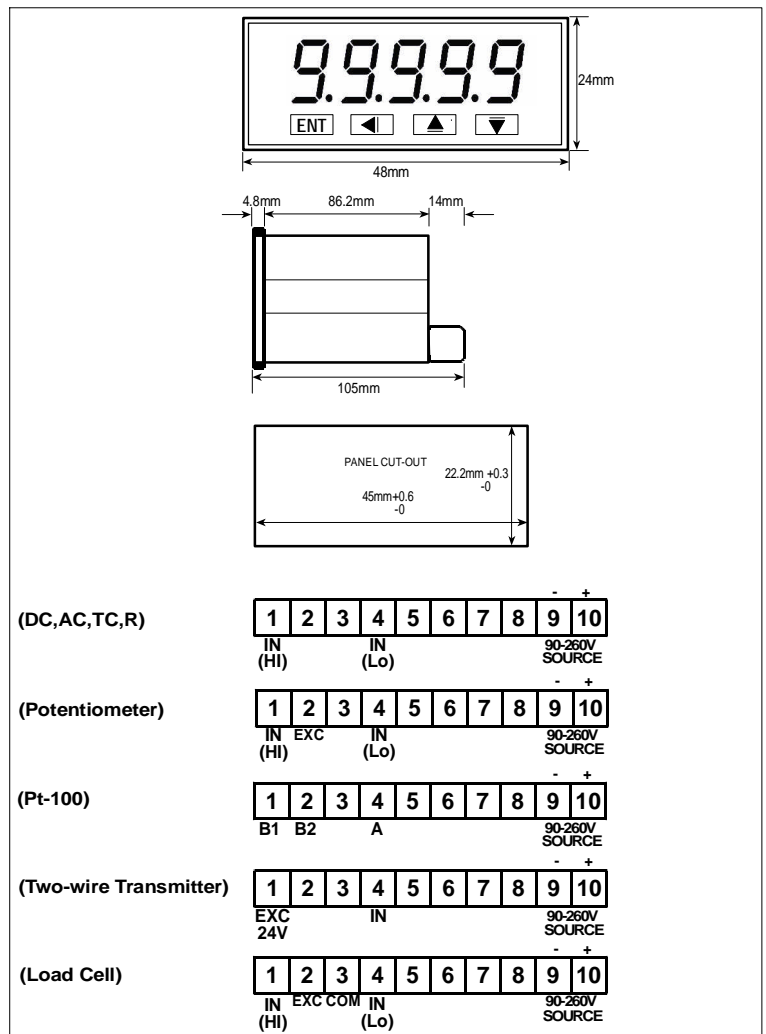 9.9.9.9.9
ENT
24mm
48mm
4.8mm 86.2mm 14mm
105mm
PANEL CUT-OUT
22.2mm +0.3
-0
45mm+0.6
-0
- +
(DC,AC,TC,R) 1 2 3 4 5 6 7 8 9 10
IN IN 90-260V
(HI) (Lo) SOURCE
- +
(Potentiometer) 1 2 3 4 5 6 7 8 9 10
IN EXC IN 90-260V
(HI) (Lo) SOURCE
- +
(Pt-100) 1 2 3 4 5 6 7 8 9 10
B1 B2 A 90-260V
SOURCE
- +
(Two-wire Transmitter) 1 2 3 4 5 6 7 8 9 10
EXC IN 90-260V
24V SOURCE
- +
(Load Cell) 1 2 3 4 5 6 7 8 9 10
IN EXC COM IN 90-260V
(HI) (Lo) SOURCE